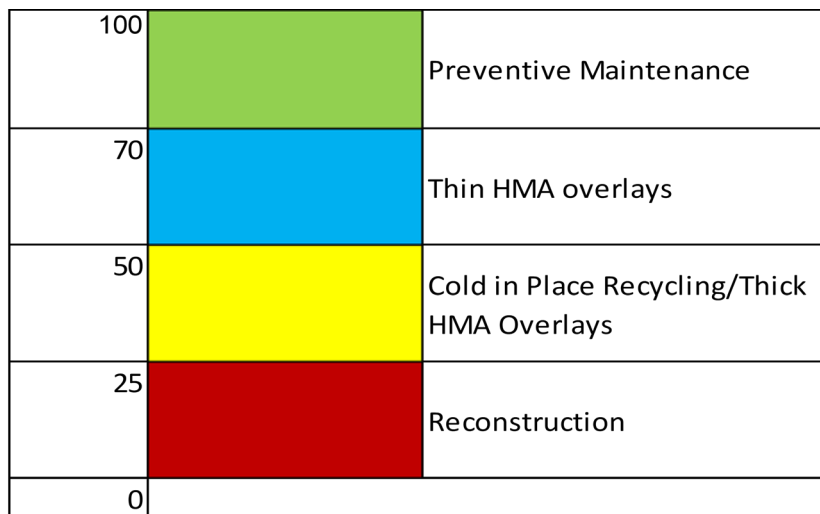 100
Preventive Maintenance
70
Thin HMA overlays
50
Cold in Place Recycling/Thick
HMA Overlays
25
Reconstruction
0